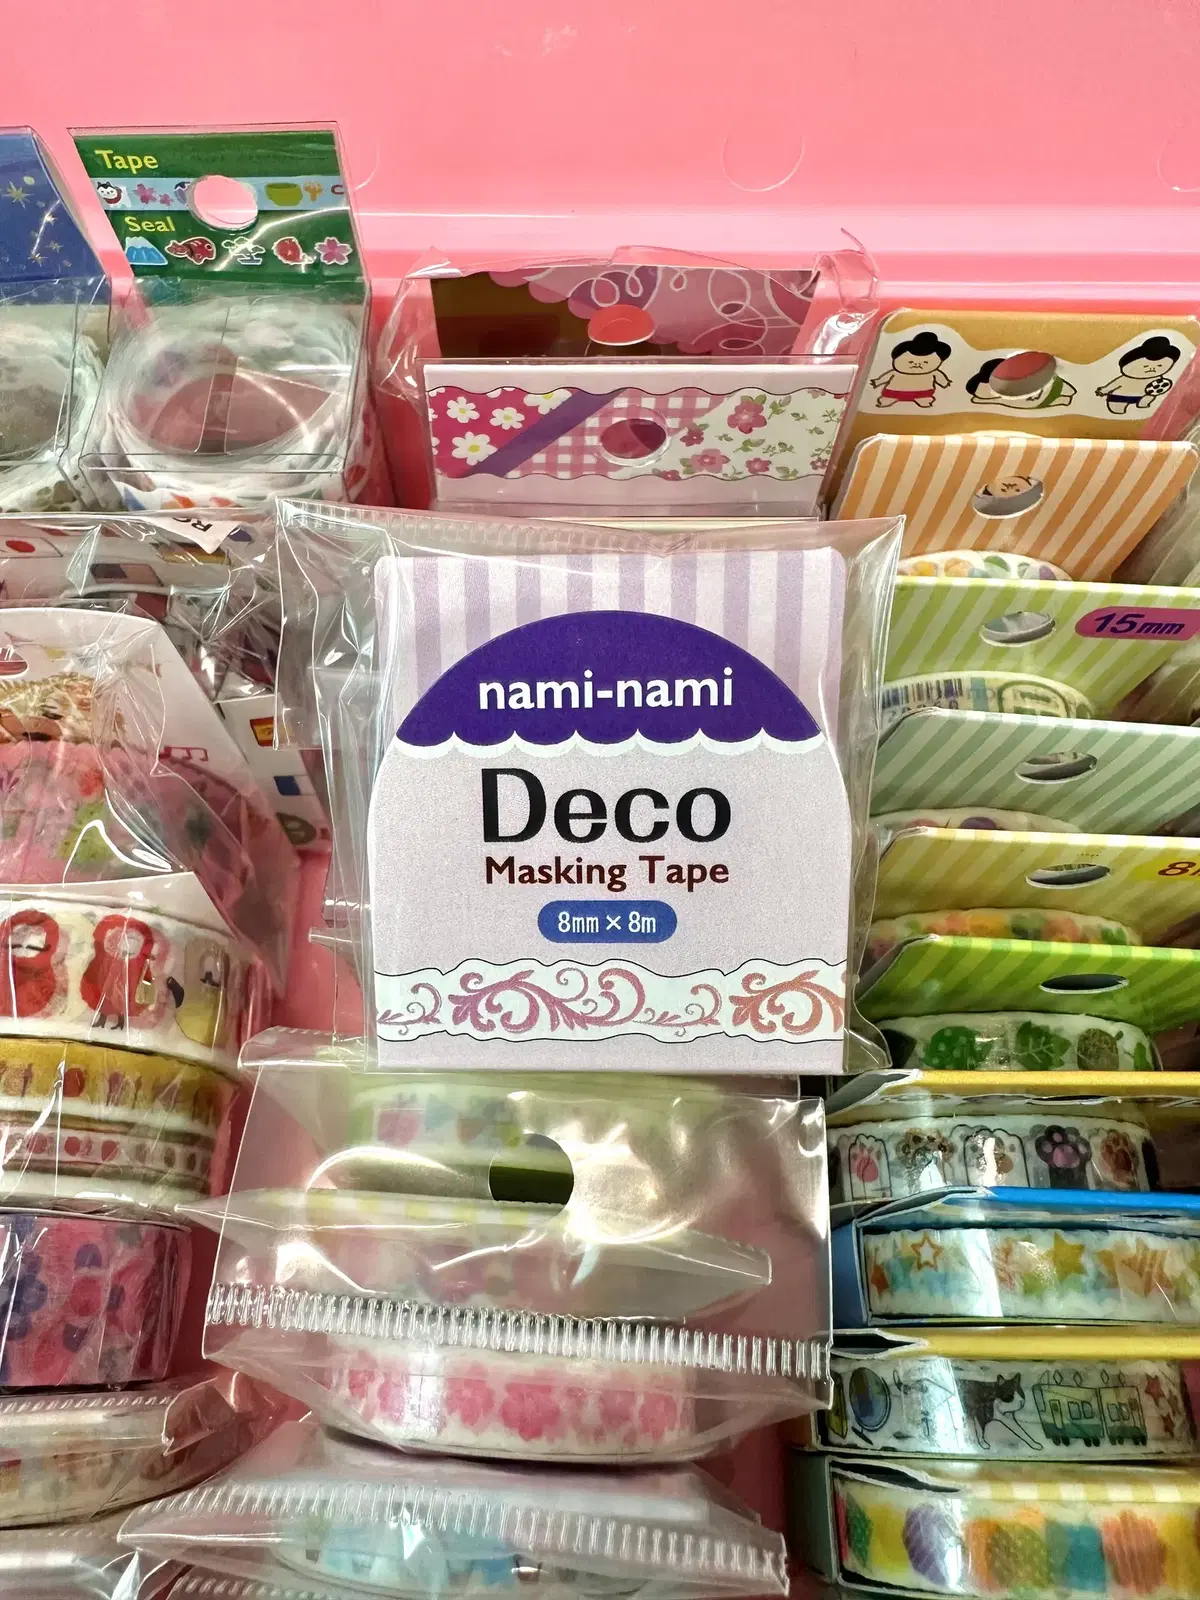 Tape
Seal
nami-nami
Deco
Masking Tape
8mm × 8m
15mm